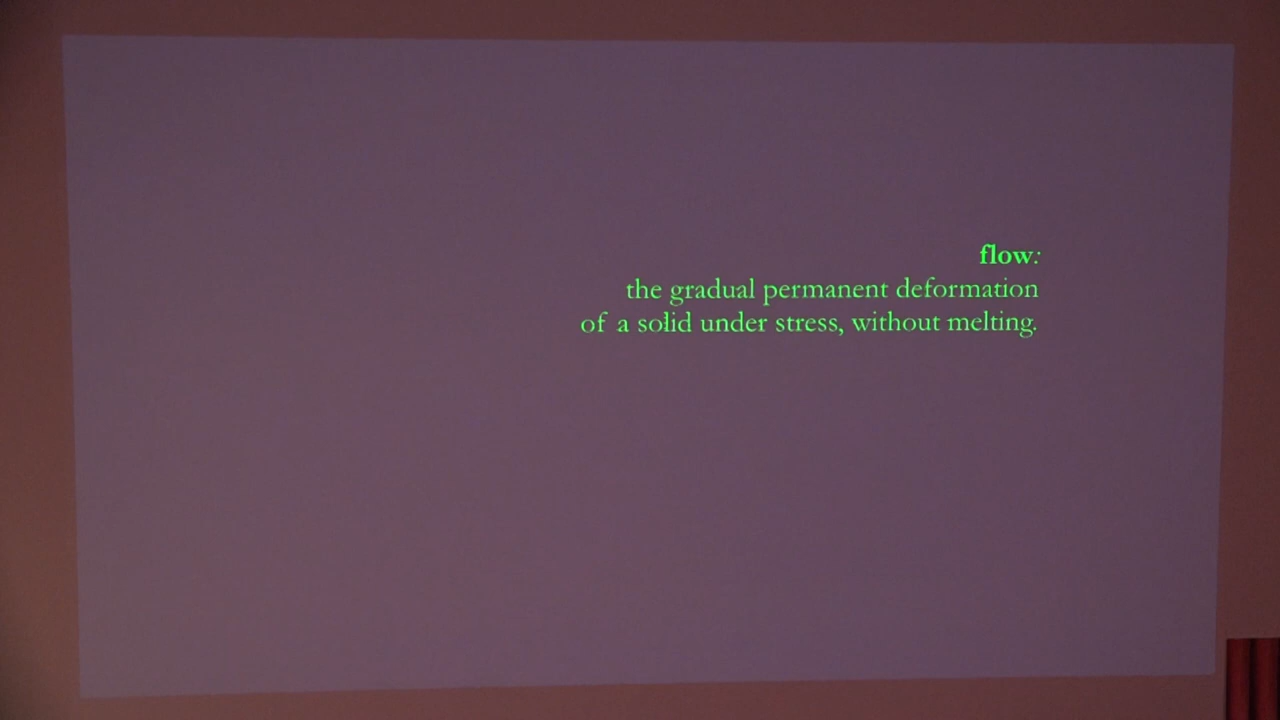 flow:
the gradual permanent deformation
of a solid under stress, without melting.